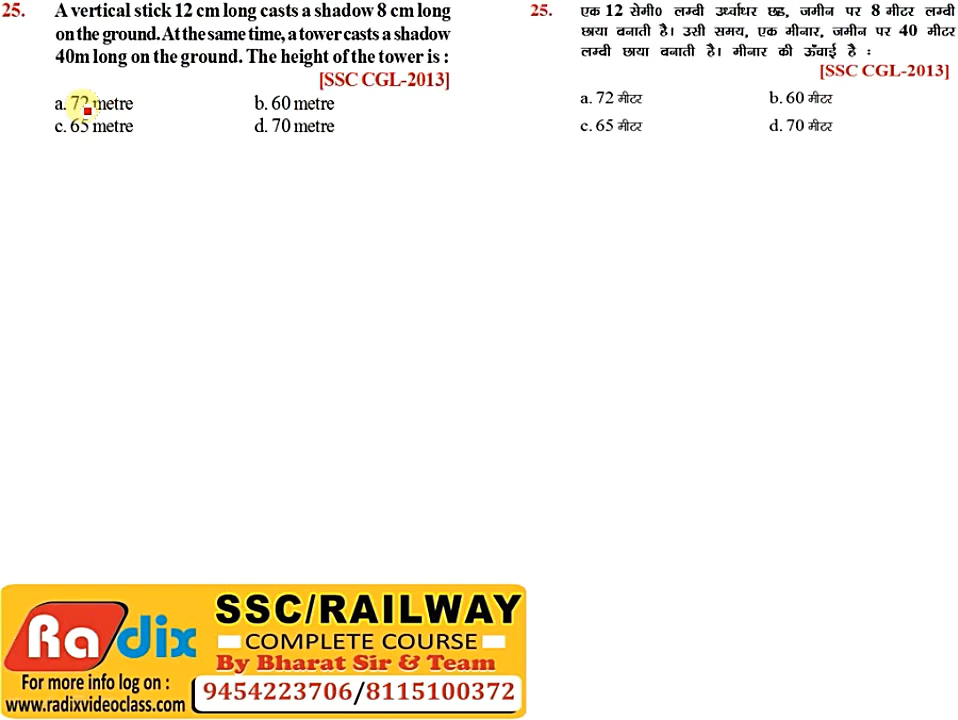 25. A vertical stick 12 cm long casts a shadow 8 cm long
on the ground. At the same time, a tower casts a shadow
40m long on the ground. The height of the tower is :
[SSC CGL-2013]
a. 72 metre b. 60 metre
c. 65 metre d. 70 metre
25. एक 12 सेमी० लम्बी उर्ध्वाधर छड, जमीन पर 8 मीटर लम्बी
छाया बनाती है। उसी समय, एक मीनार, जमीन पर 40 मीटर
लम्बी छाया बनाती है। मीनार की ऊँचाई है :
[SSC CGL-2013]
a. 72 मीटर b. 60 मीटर
c. 65 मीटर d. 70 मीटर
Radix
For more info log on :
www.radixvideoclass.com
SSC/RAILWAY
COMPLETE COURSE
By Bharat Sir & Team
9454223706/8115100372